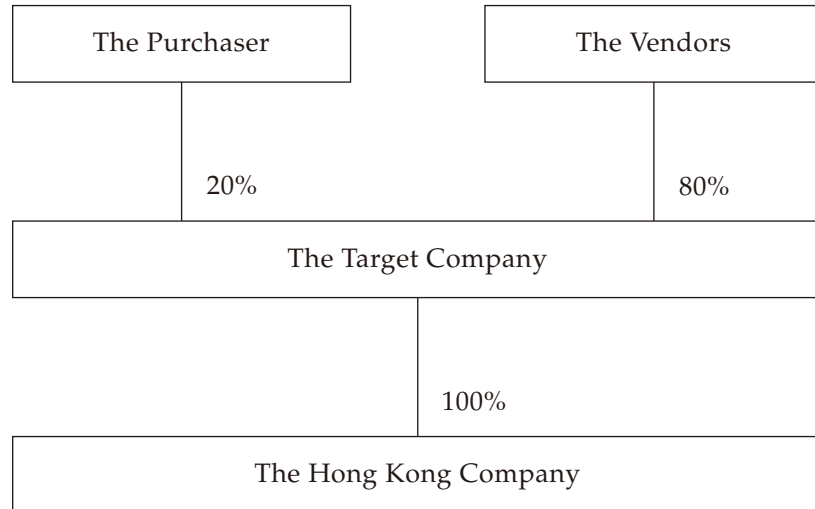 The Purchaser
The Vendors
20%
80%
The Target Company
100%
The Hong Kong Company